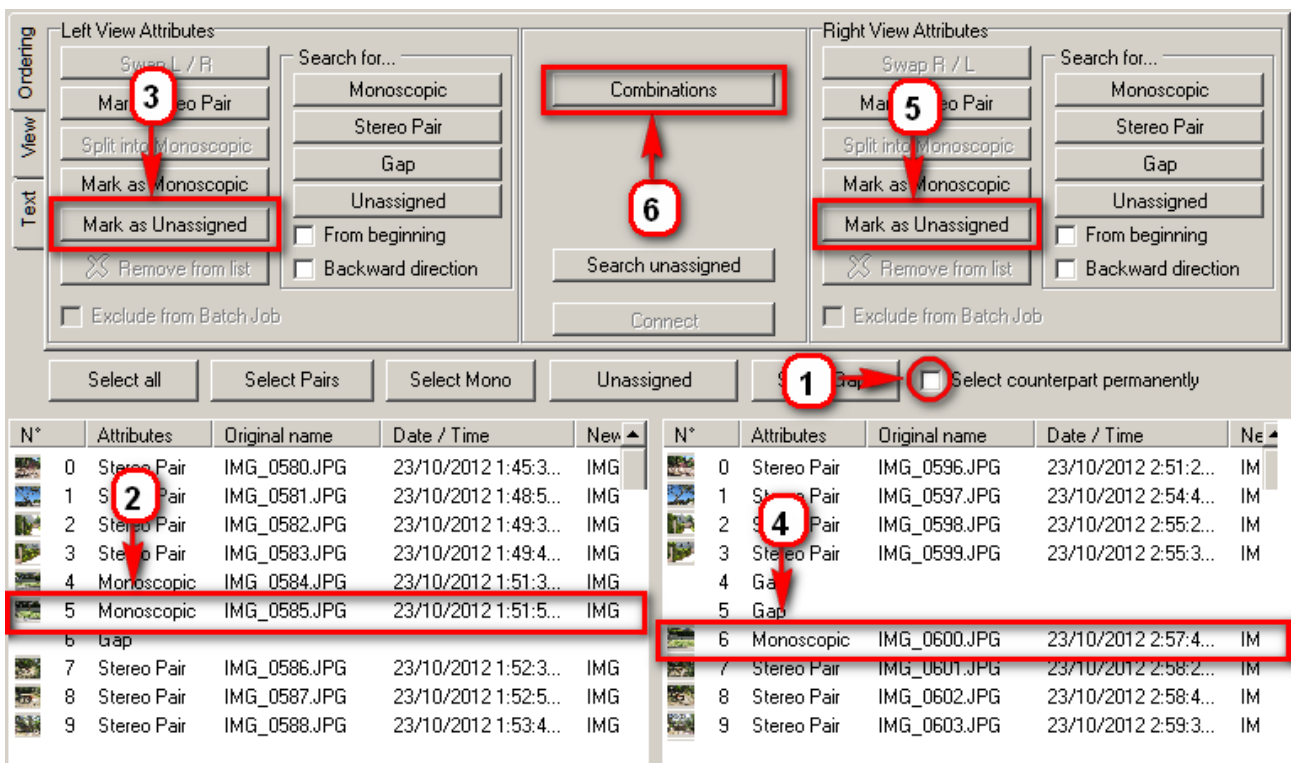 Ordering
View
Text
Left View Attributes
Swap L / R
3
Mark Stereo Pair
Split into Monoscopic
Mark as Monoscopic
Mark as Unassigned
Remove from list
Exclude from Batch Job
Search for...
Monoscopic
Stereo Pair
Gap
Unassigned
From beginning
Backward direction
Combinations
6
Search unassigned
Connect
Right View Attributes
Swap R / L
5
Split into Monoscopic
Mark as Monoscopic
Mark as Unassigned
Remove from list
Exclude from Batch Job
Search for...
Monoscopic
Stereo Pair
Gap
Unassigned
From beginning
Backward direction
Select all
Select Pairs
Select Mono
Unassigned
1
Select counterpart permanently
N° Attributes Original name Date / Time New
0 Stereo Pair IMG_0580.JPG 23/10/2012 1:45:3... IMG
1 Pair IMG_0581.JPG 23/10/2012 1:48:5... IMG
2
2 Stereo Pair IMG_0582.JPG 23/10/2012 1:49:3... IMG
3 Stereo Pair IMG_0583.JPG 23/10/2012 1:49:4... IMG
4 Monoscopic IMG_0584.JPG 23/10/2012 1:51:3... IMG
5 Monoscopic IMG_0585.JPG 23/10/2012 1:51:5... IMG
6 Gap
7 Stereo Pair IMG_0586.JPG 23/10/2012 1:52:3... IMG
8 Stereo Pair IMG_0587.JPG 23/10/2012 1:52:5... IMG
9 Stereo Pair IMG_0588.JPG 23/10/2012 1:53:4... IMG
N° Attributes Original name Date / Time Ne
0 Stereo Pair IMG_0596.JPG 23/10/2012 2:51:2... IM
1 Stereo Pair IMG_0597.JPG 23/10/2012 2:54:4... IM
4
2 Pair IMG_0598.JPG 23/10/2012 2:55:2... IM
3 Stereo Pair IMG_0599.JPG 23/10/2012 2:55:3... IM
4 Gap
5 Gap
6 Monoscopic IMG_0600.JPG 23/10/2012 2:57:4... IM
7 Stereo Pair IMG_0601.JPG 23/10/2012 2:58:2... IM
8 Stereo Pair IMG_0602.JPG 23/10/2012 2:58:4... IM
9 Stereo Pair IMG_0603.JPG 23/10/2012 2:59:3... IM